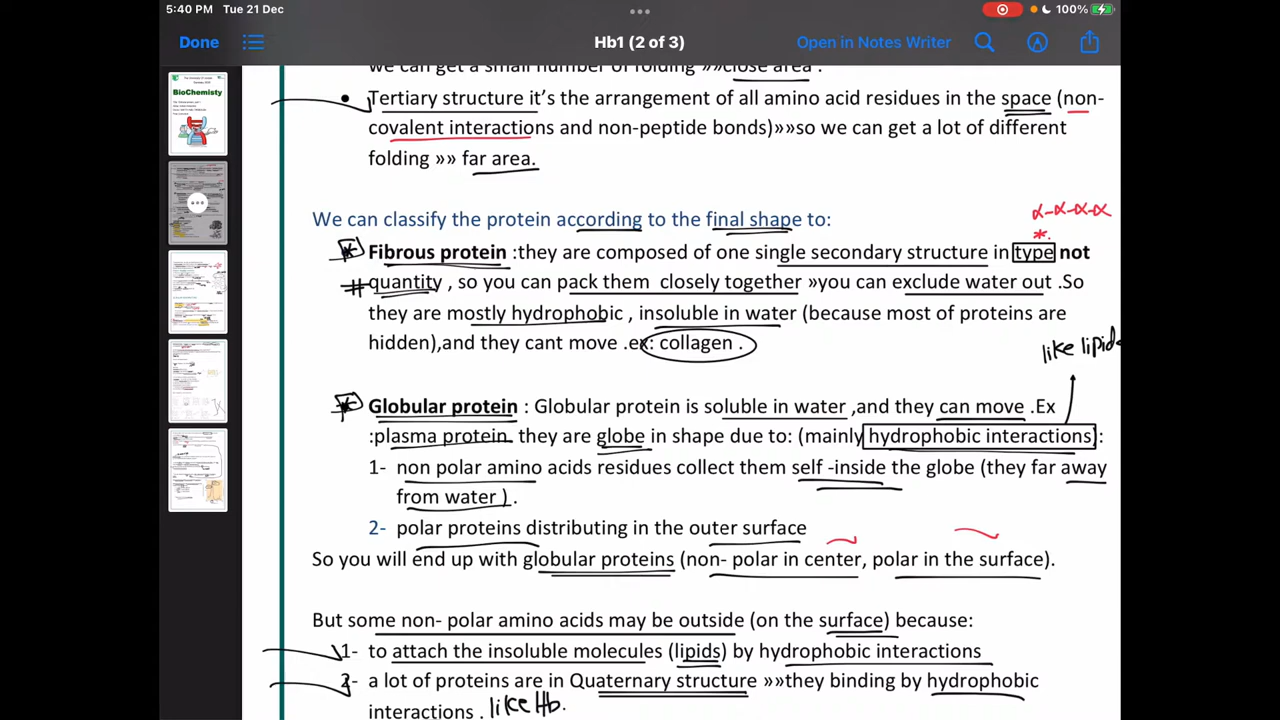 5:40 PM Tue 21 Dec
100%
Done
Hb1 (2 of 3)
Open in Notes Writer
BioChemisty
we can get a small number of folding »»close area .
• Tertiary structure it's the arrangement of all amino acid residues in the space (non-
covalent interactions and non-peptide bonds)»»so we can get a lot of different
folding »» far area.
We can classify the protein according to the final shape to:
α-α-α-α
*
Fibrous protein :they are composed of one single secondary structure in type not
quantity , so you can pack them closely together »you can exclude water out .So
they are mostly hydrophobic , insoluble in water (because most of proteins are
hidden),and they cant move .ex: collagen .
like lipids
Globular protein : Globular protein is soluble in water ,and they can move .Ex
:plasma protein they are globe in shape due to: (mainly hydrophobic interactions):
1- non polar amino acids residues collect them self -inside the globe (they far away
from water ) .
2- polar proteins distributing in the outer surface
So you will end up with globular proteins (non- polar in center, polar in the surface).
But some non- polar amino acids may be outside (on the surface) because:
1- to attach the insoluble molecules (lipids) by hydrophobic interactions
2- a lot of proteins are in Quaternary structure »»they binding by hydrophobic
interactions . like Hb.